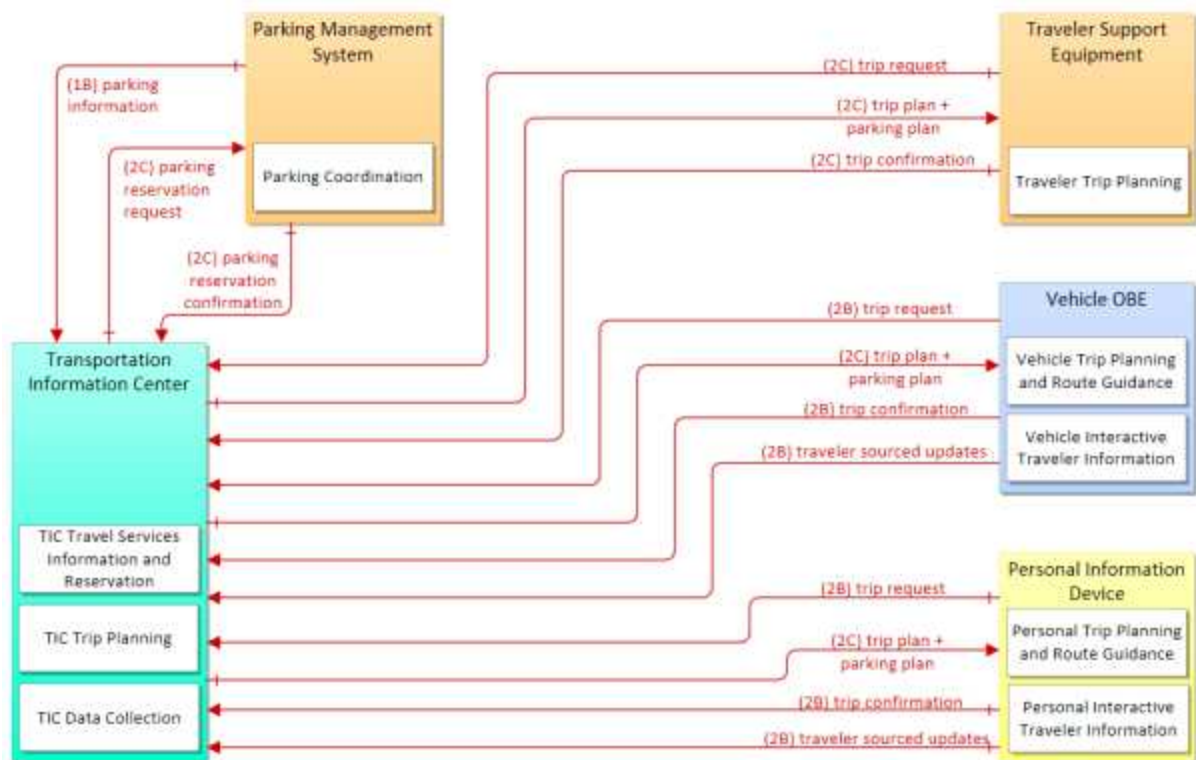 Parking Management
System
Traveler Support
Equipment
(1B) parking
information
(2C) trip request
(2C) trip plan +
parking plan
(2C) parking
reservation
request
Parking Coordination
(2C) trip confirmation
Traveler Trip Planning
(2C) parking
reservation
confirmation
(2B) trip request
Vehicle OBE
Transportation
Information Center
(2C) trip plan +
parking plan
Vehicle Trip Planning
and Route Guidance
(2B) trip confirmation
(2B) traveler sourced updates
Vehicle Interactive
Traveler Information
TIC Travel Services
Information and
Reservation
Personal Information
Device
(2B) trip request
TIC Trip Planning
(2C) trip plan +
parking plan
Personal Trip Planning
and Route Guidance
TIC Data Collection
(2B) trip confirmation
(2B) traveler sourced updates
Personal Interactive
Traveler Information